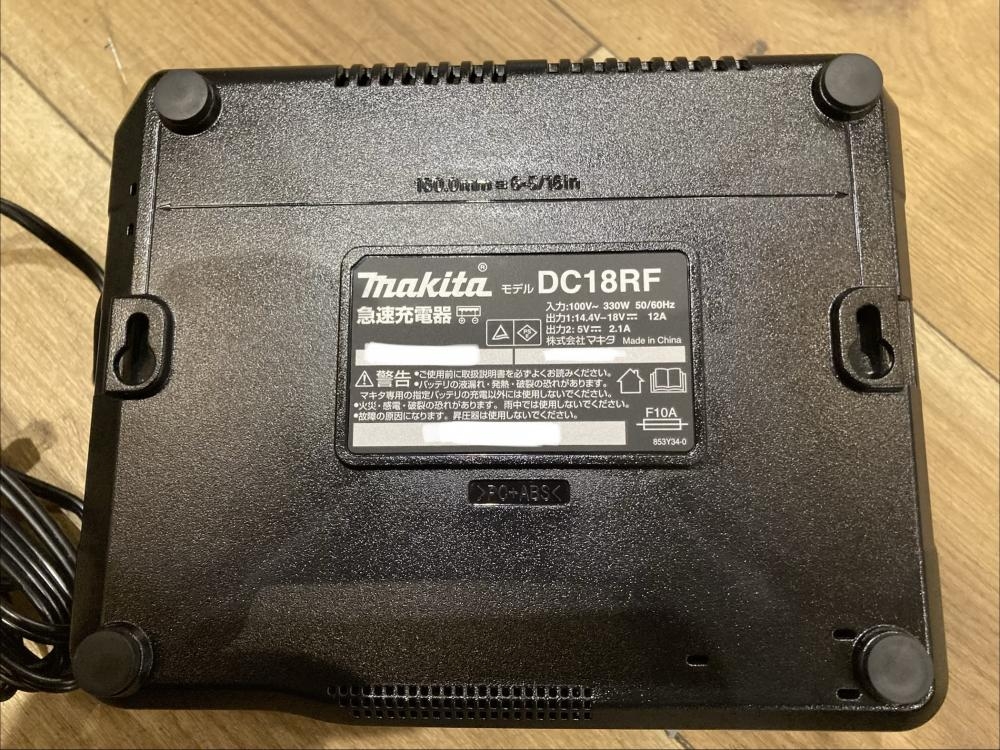 160.0mm=6-5/16in
makita®
モデル DC18RF
急速充電器
入力:100V~ 330W 50/60Hz
出力1:14.4V-18V⎓ 12A
出力2:5V⎓ 2.1A
株式会社マキタ Made in China
PS E
⚠警告
•ご使用前に取扱説明書を必ずよくお読みください。
•バッテリの液漏れ・発熱・破裂の恐れがあります。
マキタ専用の指定バッテリの充電以外には使用しないでください。
•火災・感電・破裂の恐れがあります。雨中では使用しないでください。
•故障の原因になります。昇圧器は使用しないでください。
F10A
853Y34-0
>PC+ABS<